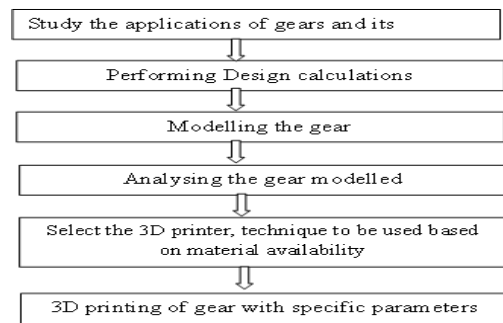 Study the applications of gears and its
Performing Design calculations
Modelling the gear
Analysing the gear modelled
Select the 3D printer, technique to be used based
on material availability
3D printing of gear with specific parameters